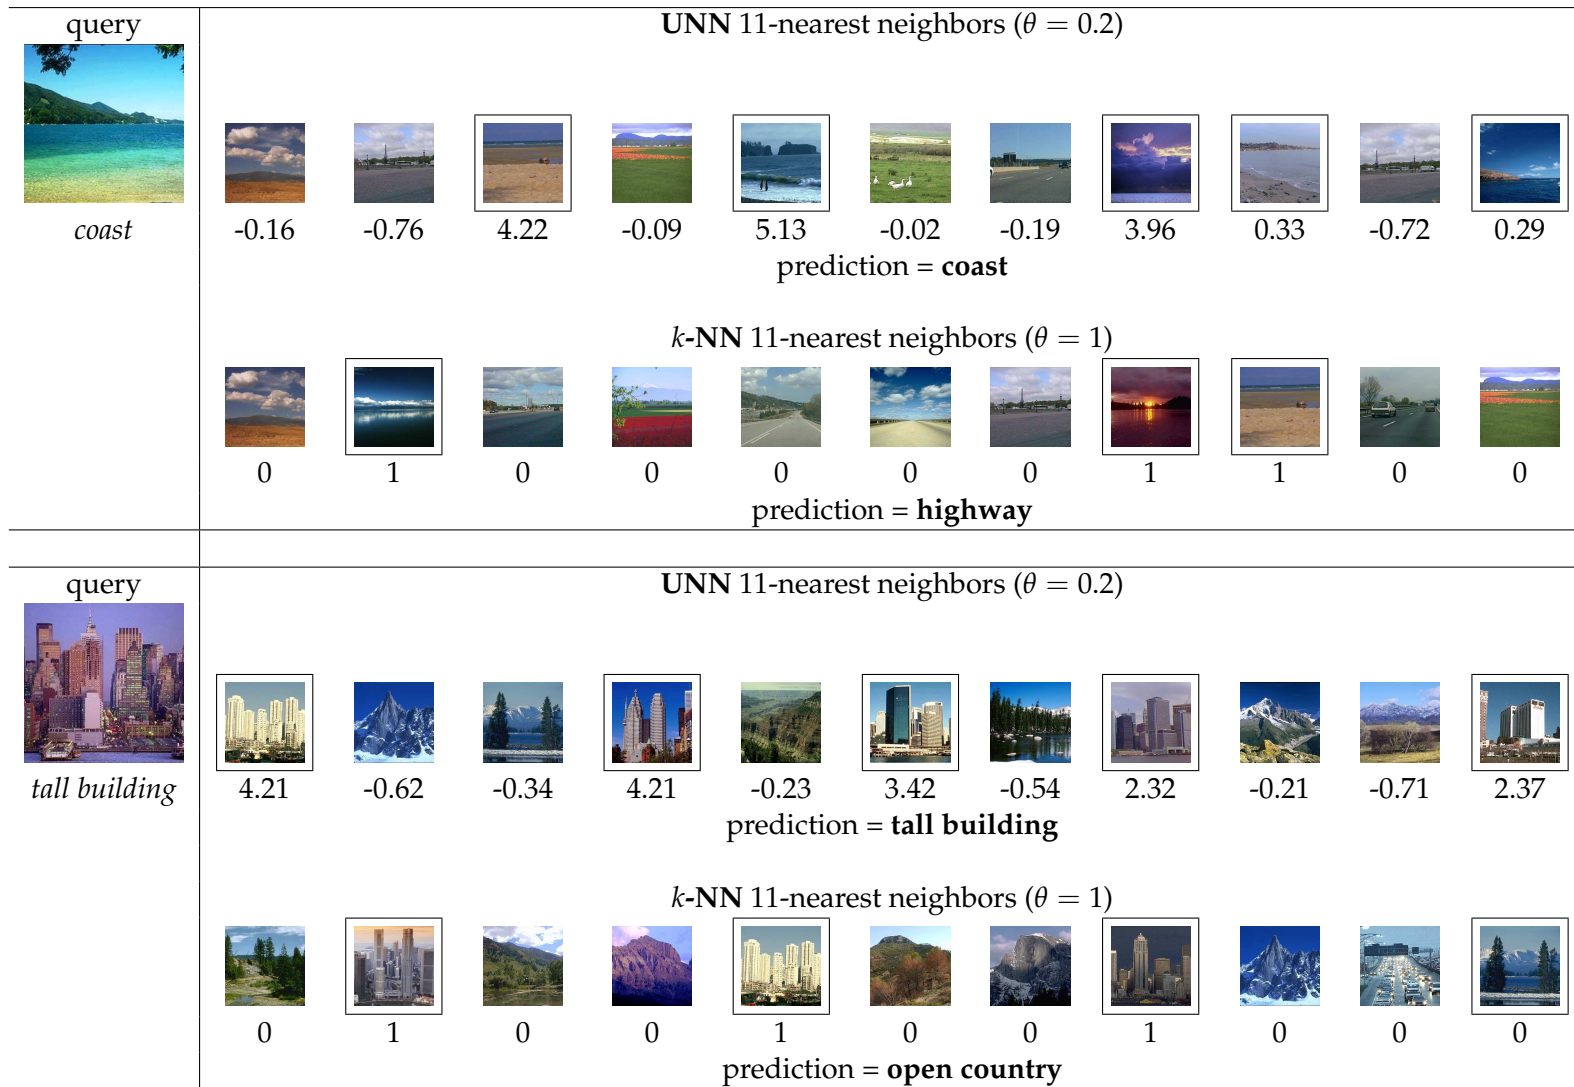 query
UNN 11-nearest neighbors (θ = 0.2)
coast
-0.16 -0.76 4.22 -0.09 5.13 -0.02 -0.19 3.96 0.33 -0.72 0.29
prediction = coast
k-NN 11-nearest neighbors (θ = 1)
0 1 0 0 0 0 0 1 1 0 0
prediction = highway
query
UNN 11-nearest neighbors (θ = 0.2)
tall building
4.21 -0.62 -0.34 4.21 -0.23 3.42 -0.54 2.32 -0.21 -0.71 2.37
prediction = tall building
k-NN 11-nearest neighbors (θ = 1)
0 1 0 0 1 0 0 1 0 0 0
prediction = open country